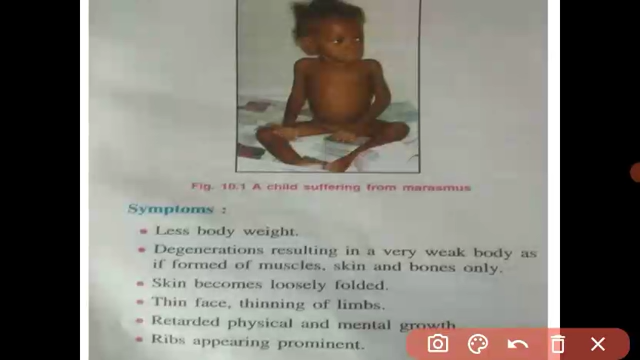 Fig. 10.1 A child suffering from marasmus
Symptoms :
• Less body weight.
• Degenerations resulting in a very weak body as
if formed of muscles, skin and bones only.
• Skin becomes loosely folded.
• Thin face, thinning of limbs.
• Retarded physical and mental growth
• Ribs appearing prominent.